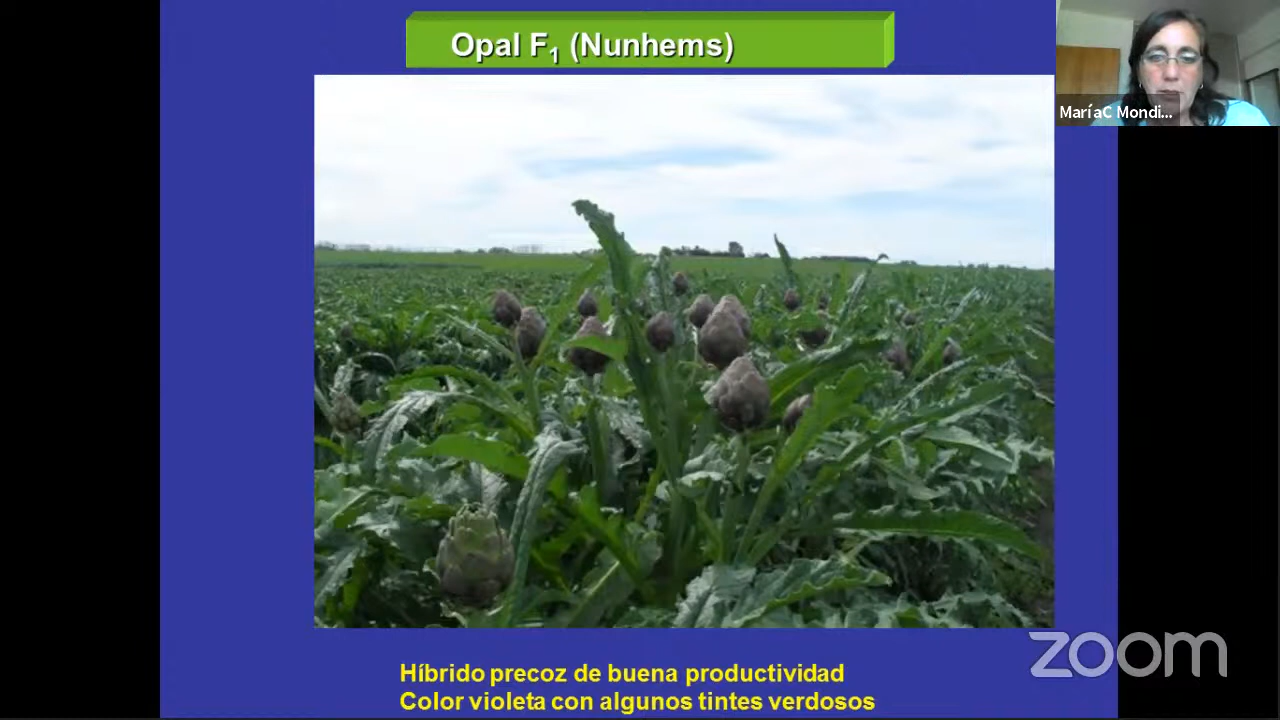 Opal F₁ (Nunhems)
MaríaC Mondi...
zoom
Híbrido precoz de buena productividad
Color violeta con algunos tintes verdosos